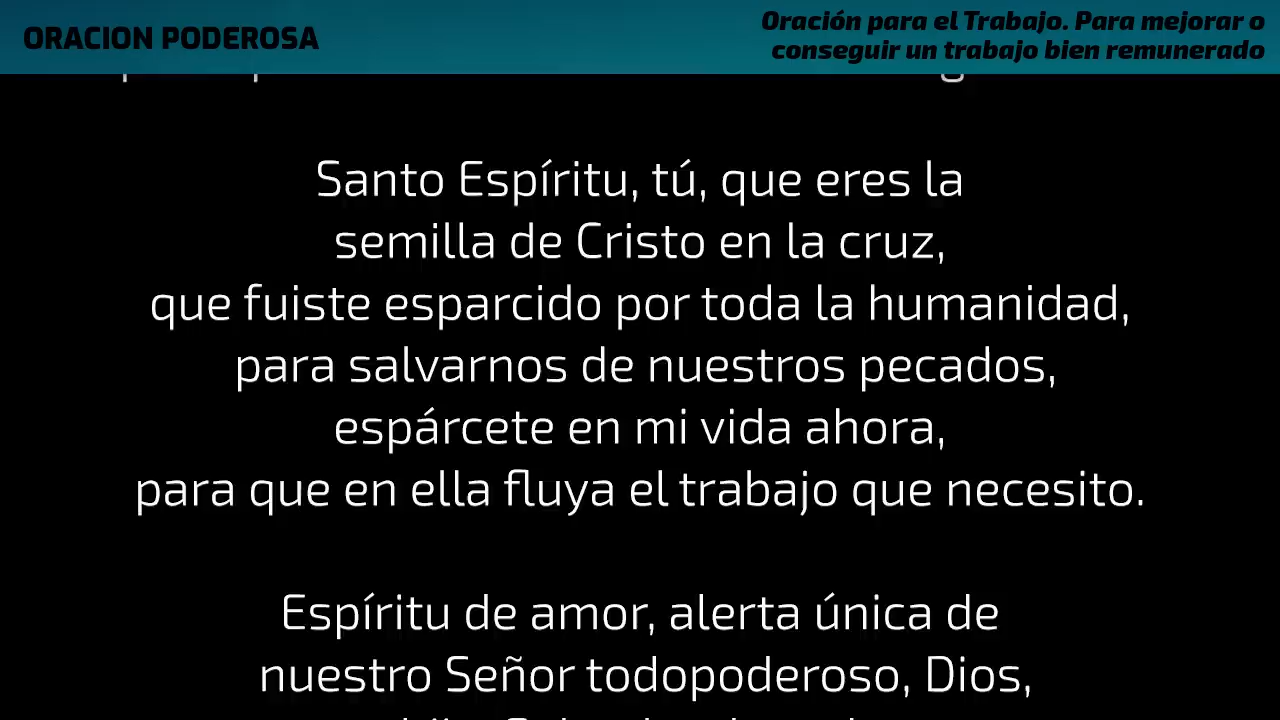 ORACION PODEROSA
Oración para el Trabajo. Para mejorar o
conseguir un trabajo bien remunerado
Santo Espíritu, tú, que eres la
semilla de Cristo en la cruz,
que fuiste esparcido por toda la humanidad,
para salvarnos de nuestros pecados,
espárcete en mi vida ahora,
para que en ella fluya el trabajo que necesito.
Espíritu de amor, alerta única de
nuestro Señor todopoderoso, Dios,